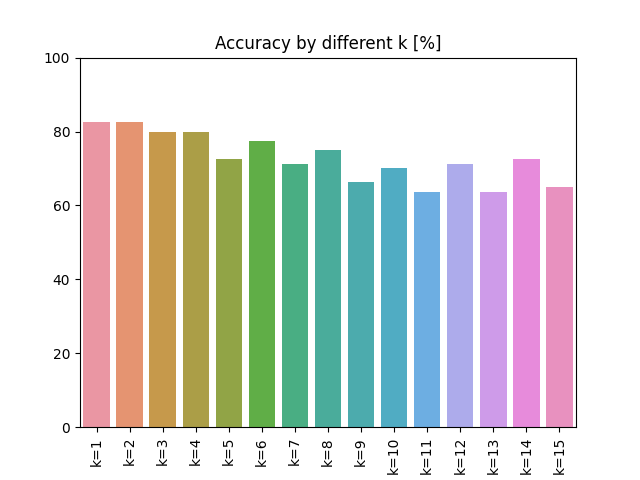 Accuracy by different k [%]
100
80
60
40
20
0
k=1
k=2
k=3
k=4
k=5
k=6
k=7
k=8
k=9
k=10
k=11
k=12
k=13
k=14
k=15